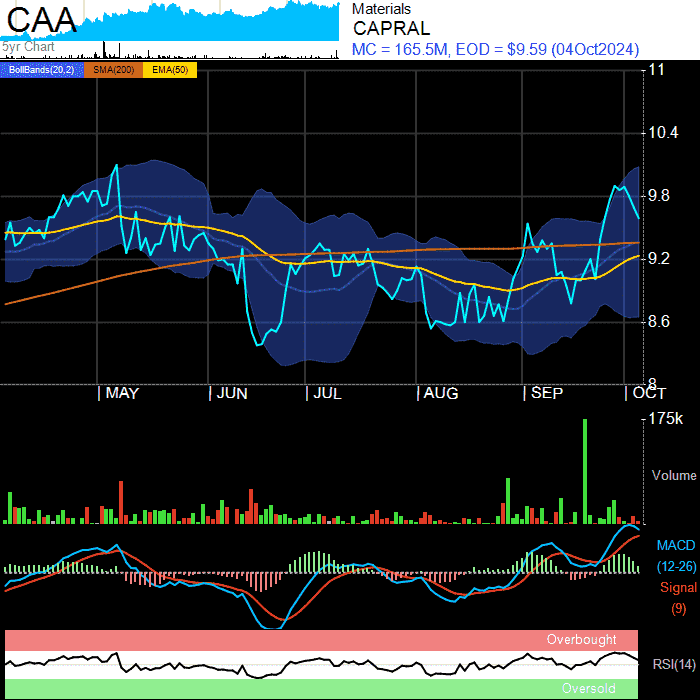 CAA
5yr Chart
Materials
CAPRAL
MC = 165.5M, EOD = $9.59 (04Oct2024)
BollBands(20,2) SMA(200) EMA(50)
11
10.4
9.8
9.2
8.6
8
MAY JUN JUL AUG SEP OCT
175k
Volume
MACD
(12-26)
Signal
(9)
Overbought
RSI(14)
Oversold